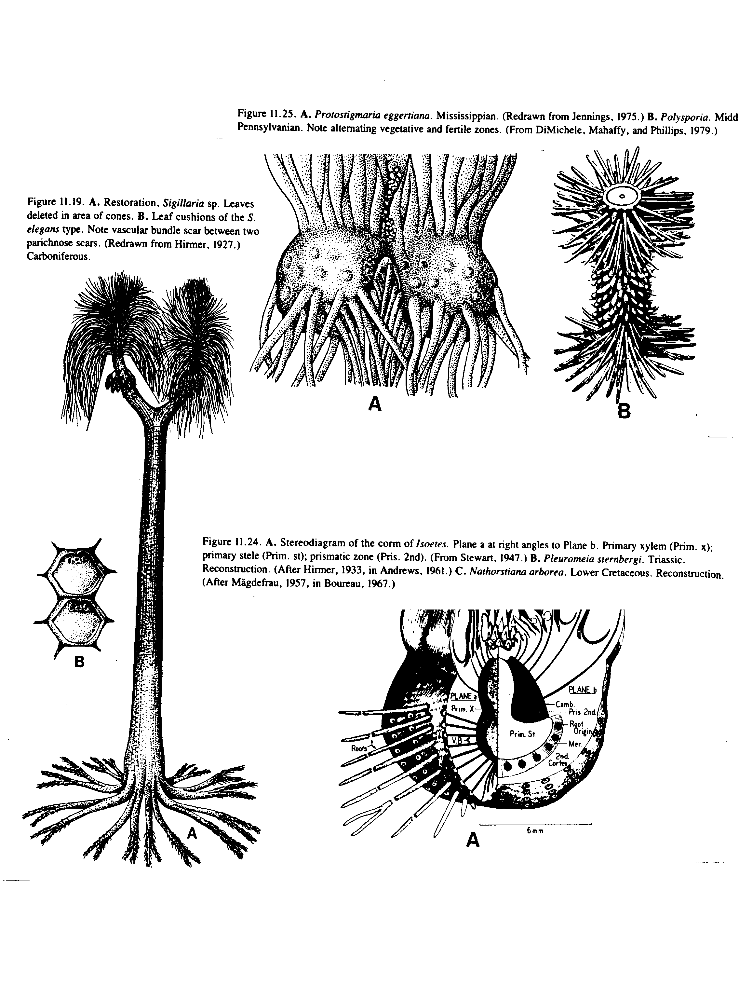 Figure 11.25. A. Protostigmaria eggertiana. Mississippian. (Redrawn from Jennings, 1975.) B. Polysporia. Midd
Pennsylvanian. Note alternating vegetative and fertile zones. (From DiMichele, Mahaffy, and Phillips, 1979.)
Figure 11.19. A. Restoration, Sigillaria sp. Leaves
deleted in area of cones. B. Leaf cushions of the S.
elegans type. Note vascular bundle scar between two
parichnose scars. (Redrawn from Hirmer, 1927.)
Carboniferous.
A
B
Figure 11.24. A. Stereodiagram of the corm of Isoetes. Plane a at right angles to Plane b. Primary xylem (Prim. x);
primary stele (Prim. st); prismatic zone (Pris. 2nd). (From Stewart, 1947.) B. Pleuromeia sternbergi. Triassic.
Reconstruction. (After Hirmer, 1933, in Andrews, 1961.) C. Nathorstiana arborea. Lower Cretaceous. Reconstruction.
(After Mägdefrau, 1957, in Boureau, 1967.)
B
A
PLANE a
Prim. X
V.B
Roots
PLANE b
Camb.
Pris. 2nd
Root
Origin
Prim. St
Mer.
2nd.
Cortex
6mm
A